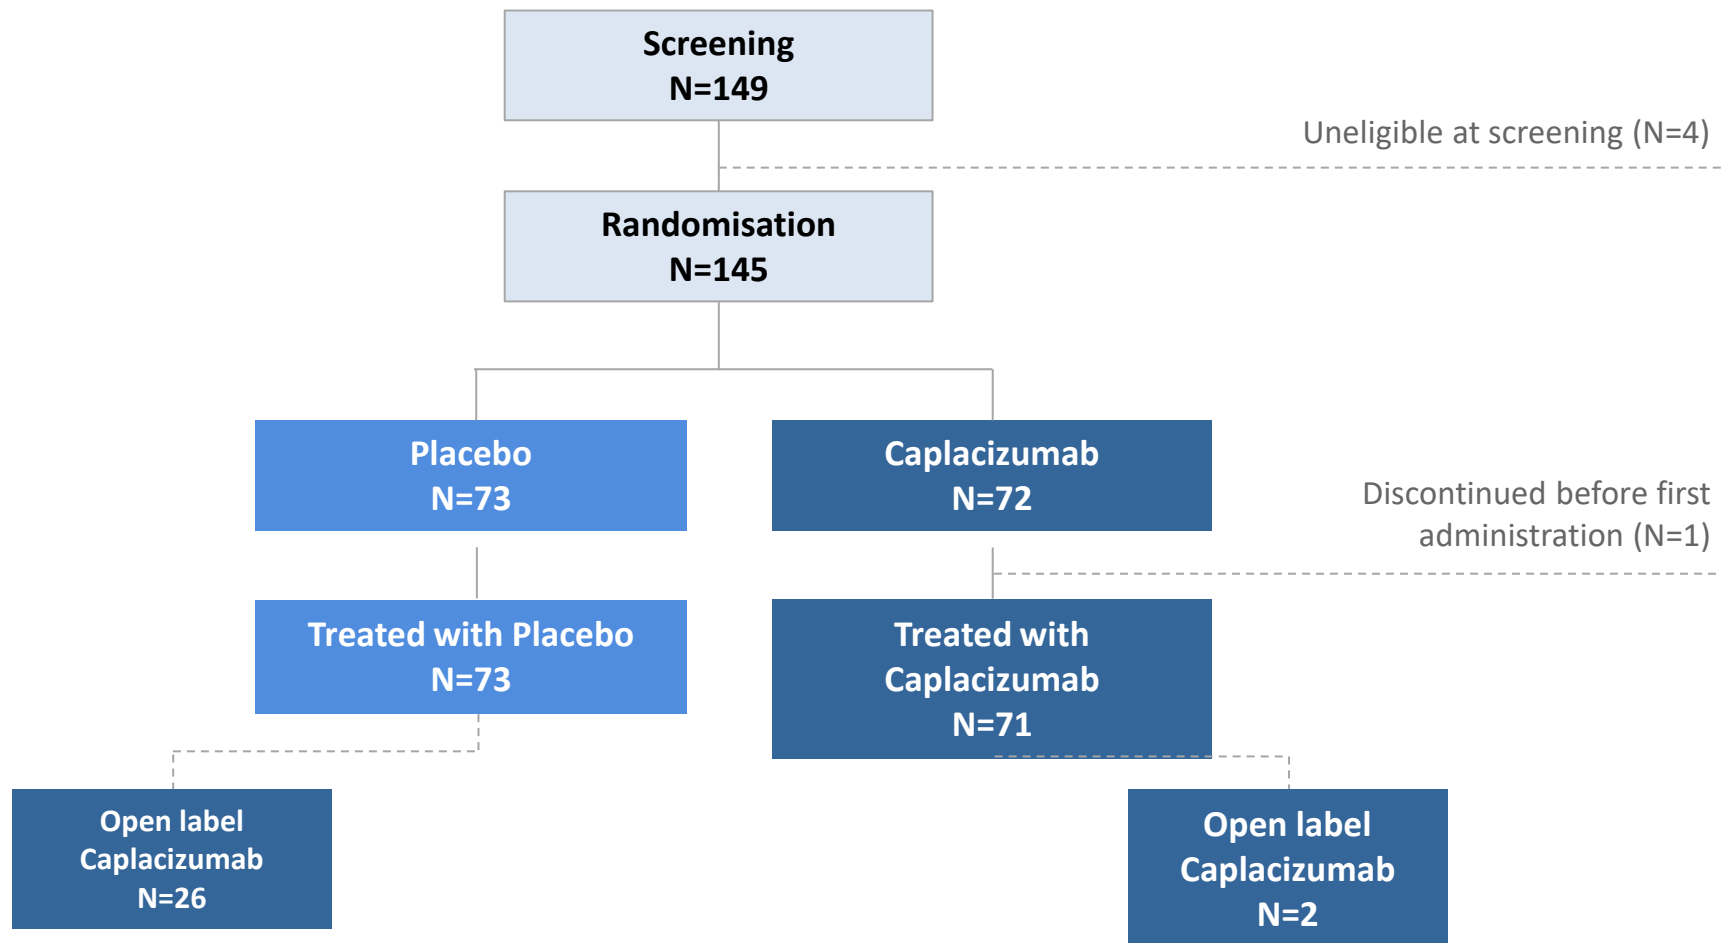 Screening
N=149
Uneligible at screening (N=4)
Randomisation
N=145
Placebo
N=73
Caplacizumab
N=72
Discontinued before first
administration (N=1)
Treated with Placebo
N=73
Treated with
Caplacizumab
N=71
Open label
Caplacizumab
N=26
Open label
Caplacizumab
N=2